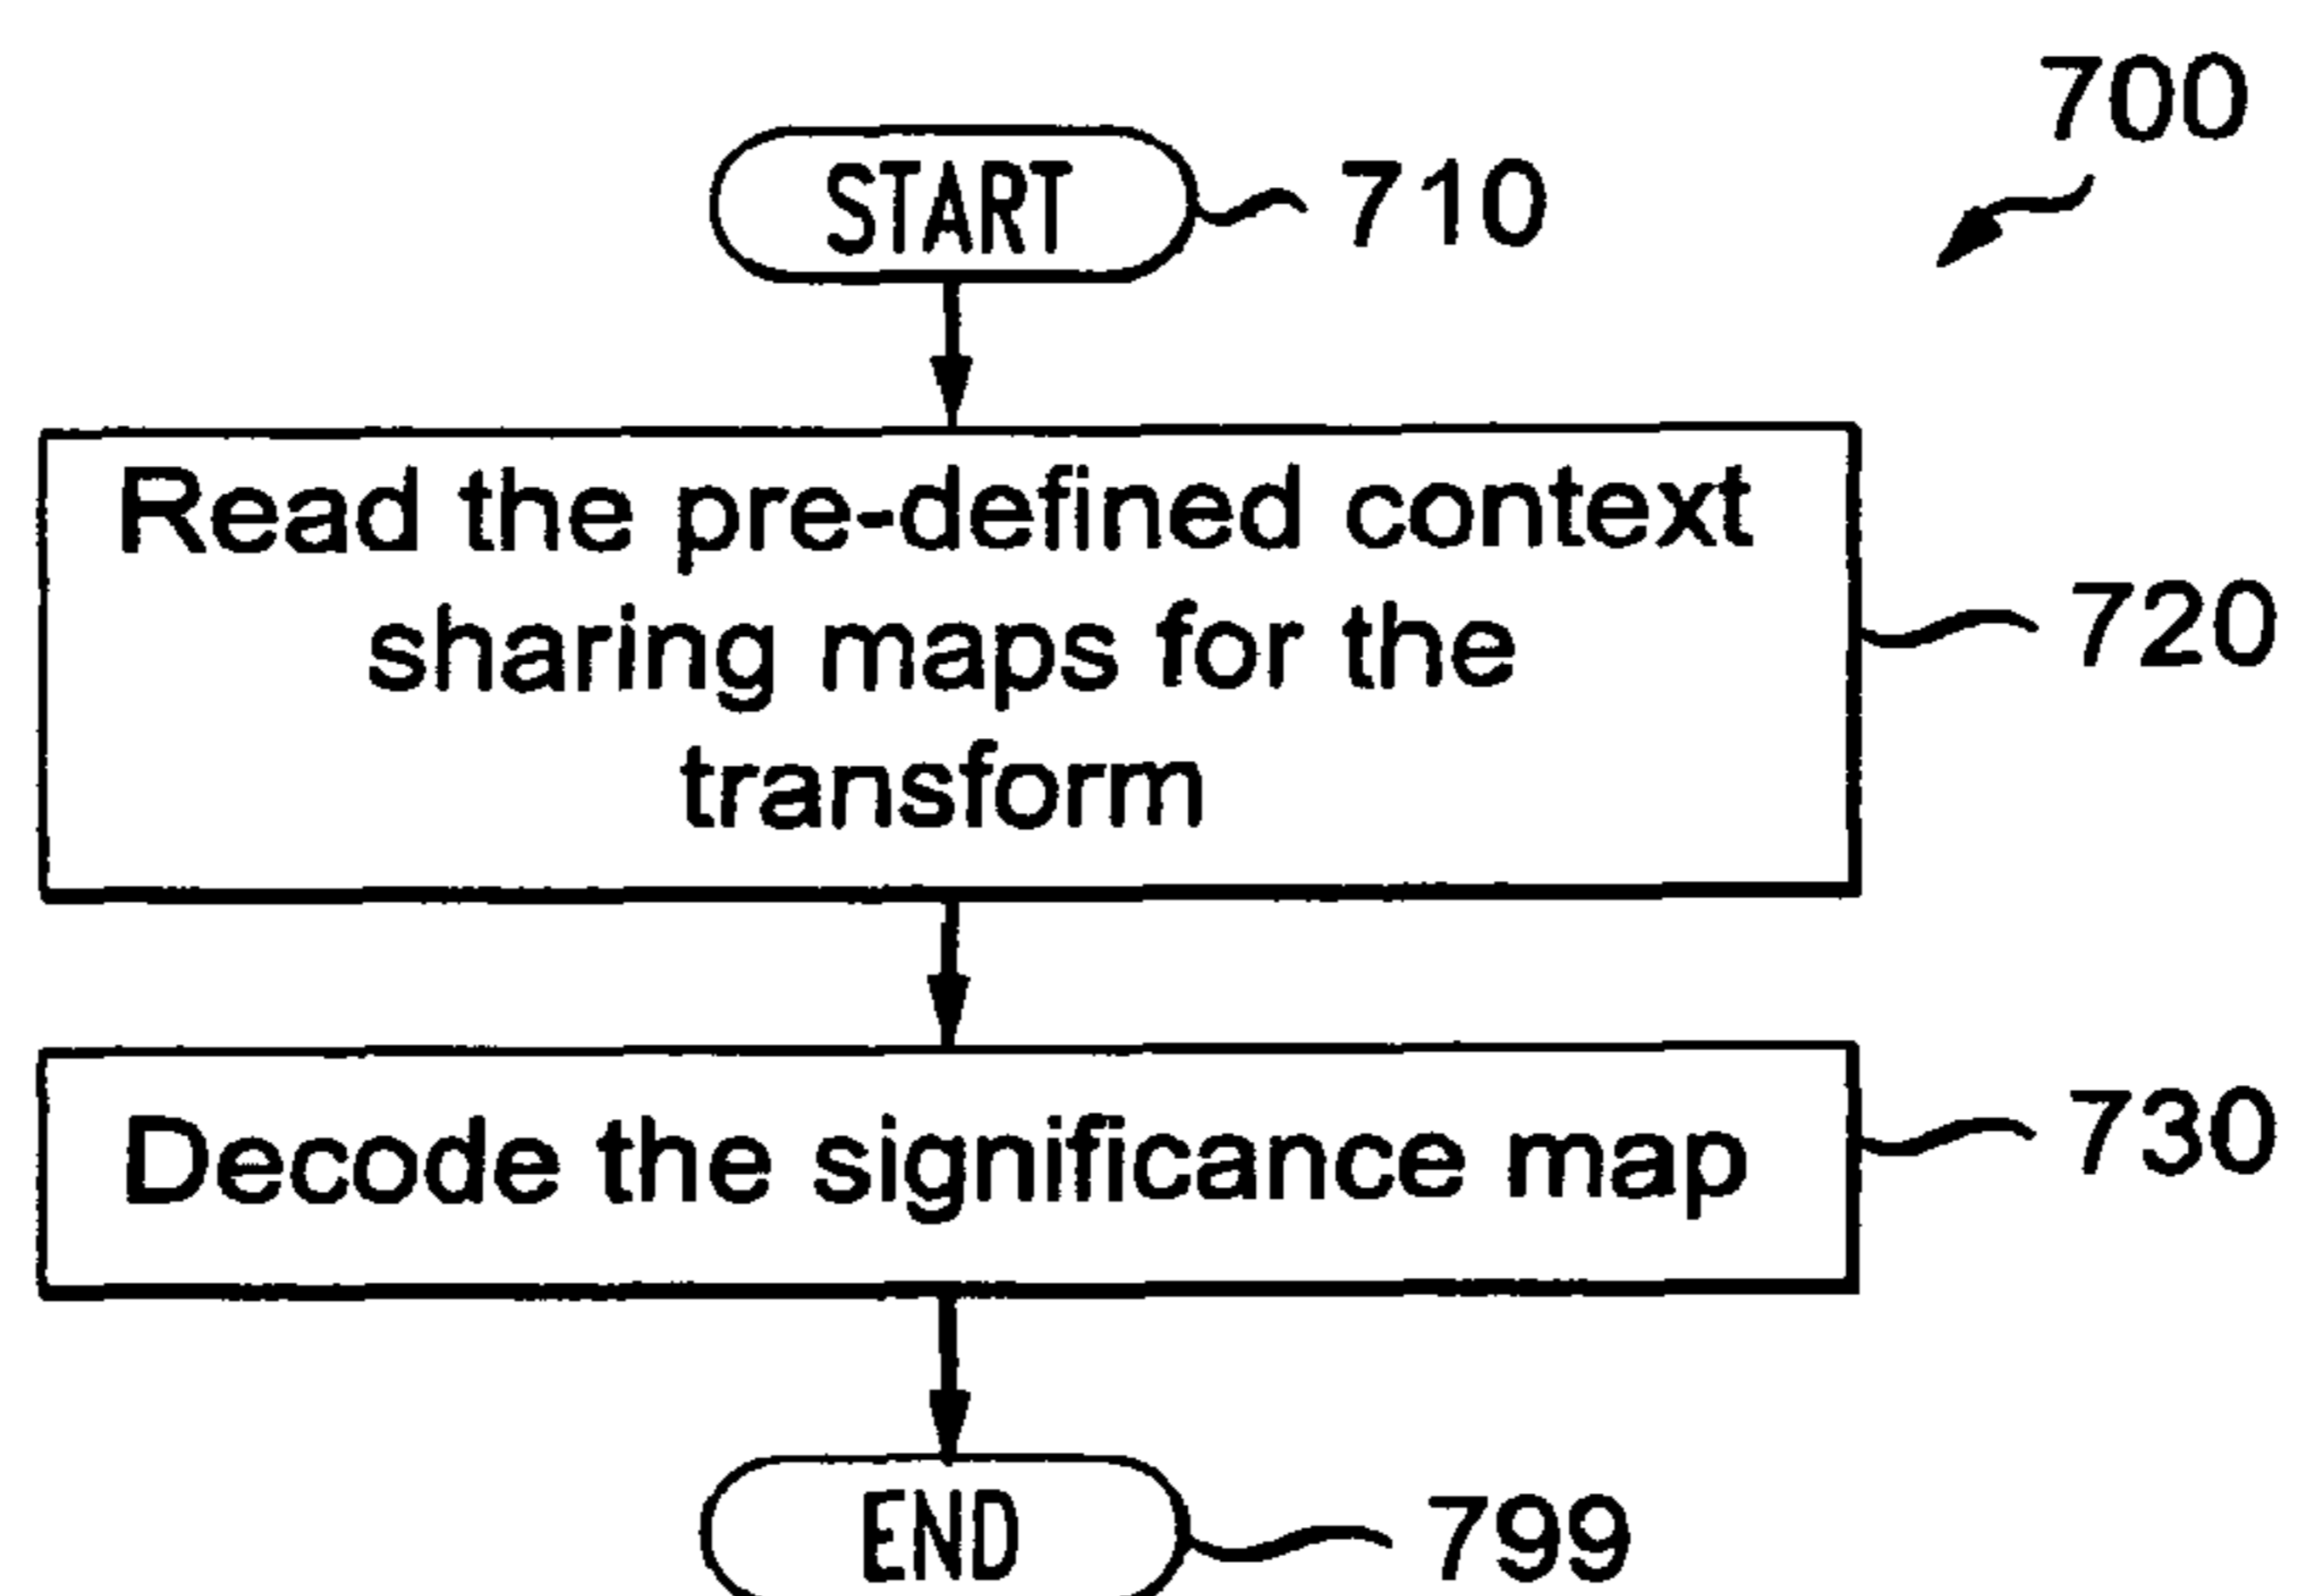 700
START 710
Read the pre-defined context
sharing maps for the
transform
720
Decode the significance map 730
END 799